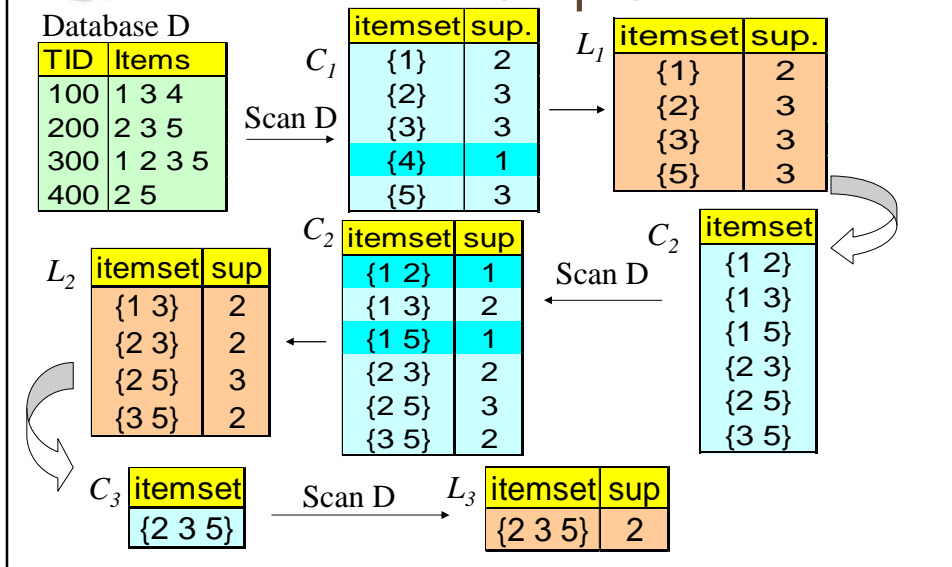 Database D
TID Items
100 1 3 4
200 2 3 5
300 1 2 3 5
400 2 5
Scan D
C1
itemset sup.
{1} 2
{2} 3
{3} 3
{4} 1
{5} 3
L1
itemset sup.
{1} 2
{2} 3
{3} 3
{5} 3
C2
itemset
{1 2}
{1 3}
{1 5}
{2 3}
{2 5}
{3 5}
Scan D
C2
itemset sup
{1 2} 1
{1 3} 2
{1 5} 1
{2 3} 2
{2 5} 3
{3 5} 2
L2
itemset sup
{1 3} 2
{2 3} 2
{2 5} 3
{3 5} 2
C3
itemset
{2 3 5}
Scan D
L3
itemset sup
{2 3 5} 2